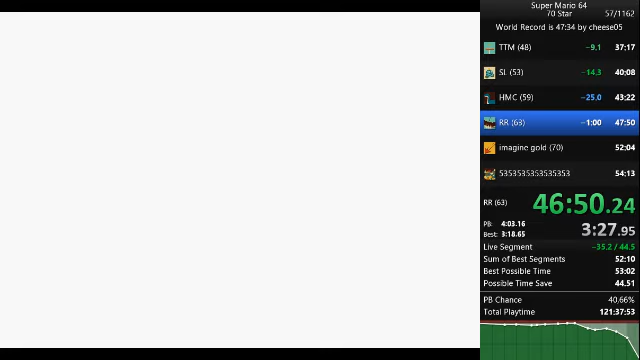 Super Mario 64
70 Star 57/1162
World Record is 47:34 by cheese05
TTM (48) −9.1 37:17
SL (53) −14.3 40:08
HMC (59) −25.0 43:22
RR (63) −1:00 47:50
imagine gold (70) 52:04
5353535353535353 54:13
RR (63) 46:50.24
PB: 4:03.16
Best: 3:18.65
3:27.95
Live Segment −35.2 / 44.5
Sum of Best Segments 52:10
Best Possible Time 53:02
Possible Time Save 44.51
PB Chance 40.66%
Total Playtime 121:37:53